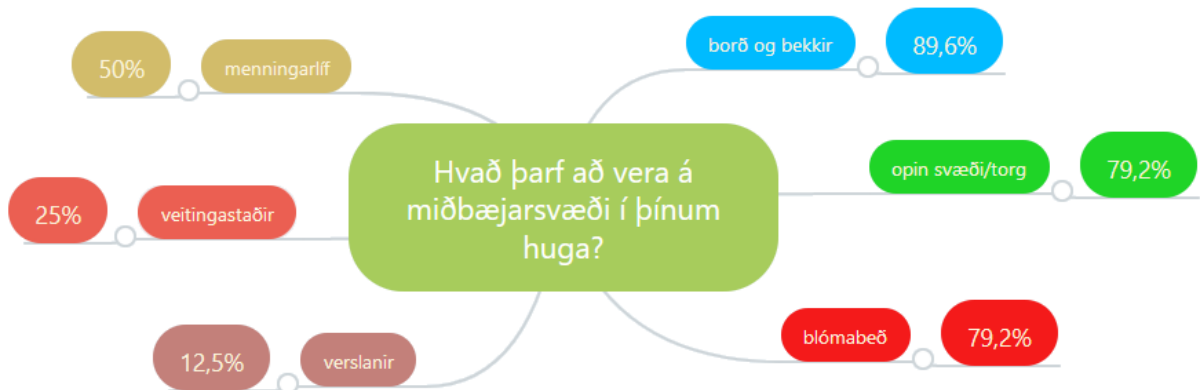 Hvað þarf að vera á
miðbæjarsvæði í þínum
huga?
borð og bekkir
89,6%
opin svæði/torg
79,2%
blómabeð
79,2%
menningarlíf
50%
veitingastaðir
25%
verslanir
12,5%